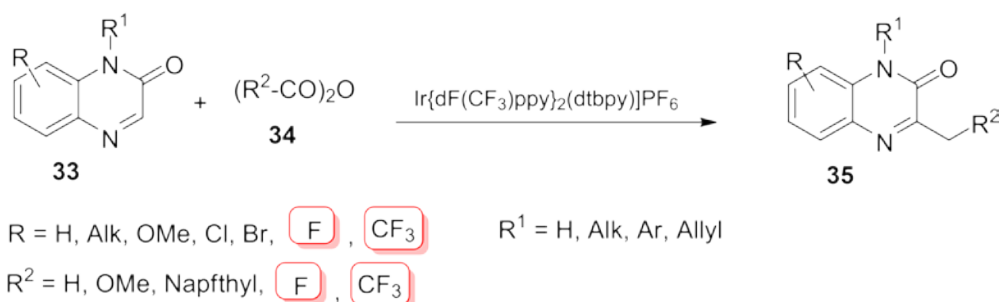 R R¹ N O N
33
+
(R²-CO)₂O
34
Ir{dF(CF₃)ppy}₂(dtbpy)]PF₆
R R¹ N O N R²
35
R = H, Alk, OMe, Cl, Br, F , CF₃
R¹ = H, Alk, Ar, Allyl
R² = H, OMe, Napfthyl, F , CF₃